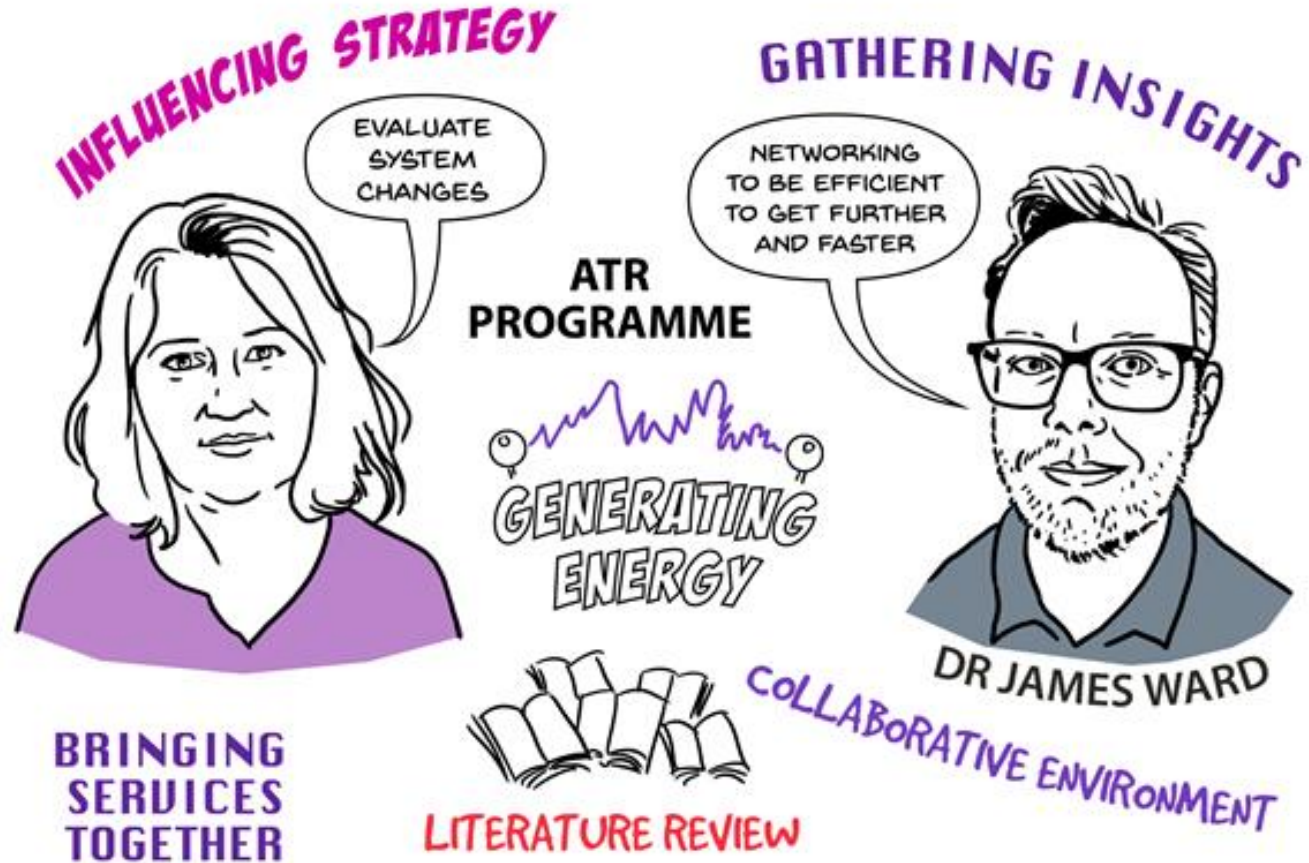 INFLUENCING STRATEGY
GATHERING INSIGHTS
EVALUATE
SYSTEM
CHANGES
NETWORKING
TO BE EFFICIENT
TO GET FURTHER
AND FASTER
ATR
PROGRAMME
GENERATING
ENERGY
DR JAMES WARD
COLLABORATIVE ENVIRONMENT
BRINGING
SERVICES
TOGETHER
LITERATURE REVIEW